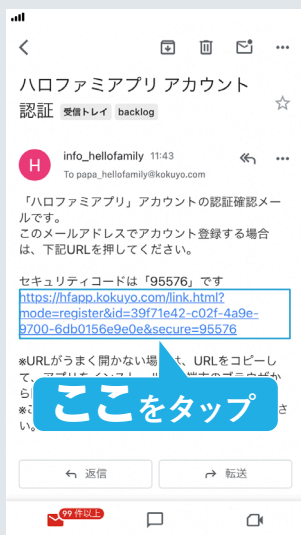 ハロファミアプリ アカウント
認証 受信トレイ backlog
H
info_hellofamily 11:43
To papa_hellofamily@kokuyo.com
「ハロファミアプリ」アカウントの認証確認メー
ルです。
このメールアドレスでアカウント登録する場合
は、下記URLを押してください。
セキュリティコードは「95576」です
https://hfapp.kokuyo.com/link.html?
mode=register&id=39f71e42-c02f-4a9e-
9700-6db0156e9e0e&secure=95576
※URLがうまく開かない場
は、URLをコピーし
て、
ここをタップ
返信
転送
99 件以上